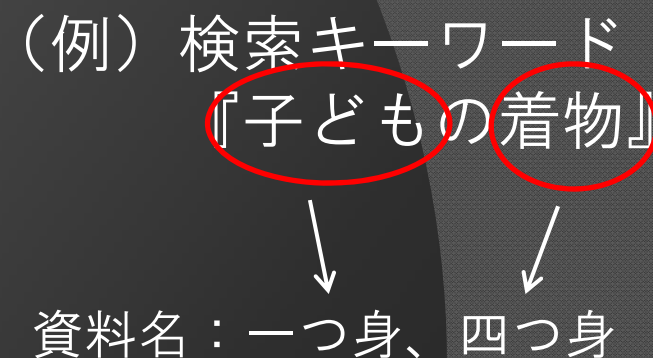 （例）検索キーワード
『子どもの着物』
資料名：一つ身、四つ身